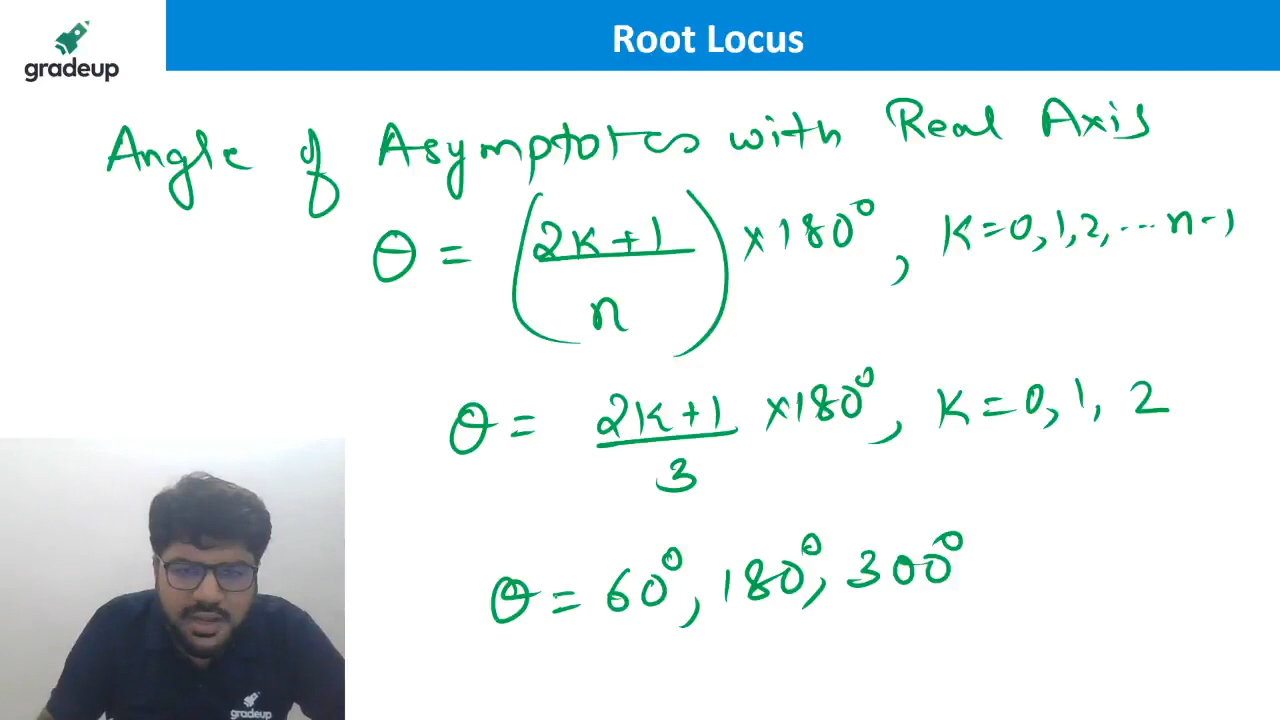 Root Locus
gradeup
Angle of Asymptotes with Real Axis
θ = (2K+1/n) ×180°, K=0,1,2,...n-1
θ = 2K+1/3 ×180°, K=0,1,2
θ = 60°, 180°, 300°
gradeup